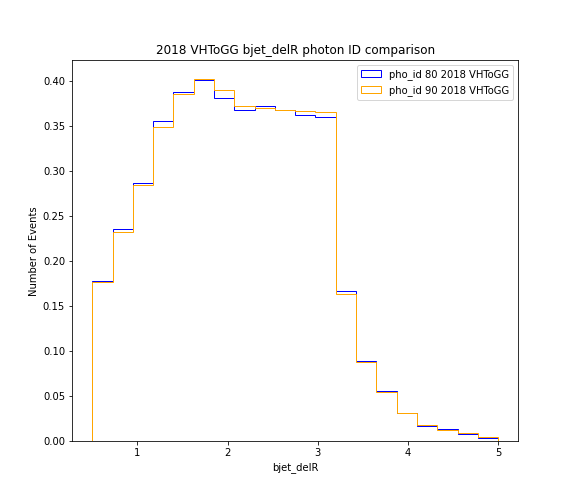 2018 VHToGG bjet_delR photon ID comparison
pho_id 80 2018 VHToGG
pho_id 90 2018 VHToGG
Number of Events
0.40
0.35
0.30
0.25
0.20
0.15
0.10
0.05
0.00
1 2 3 4 5
bjet_delR